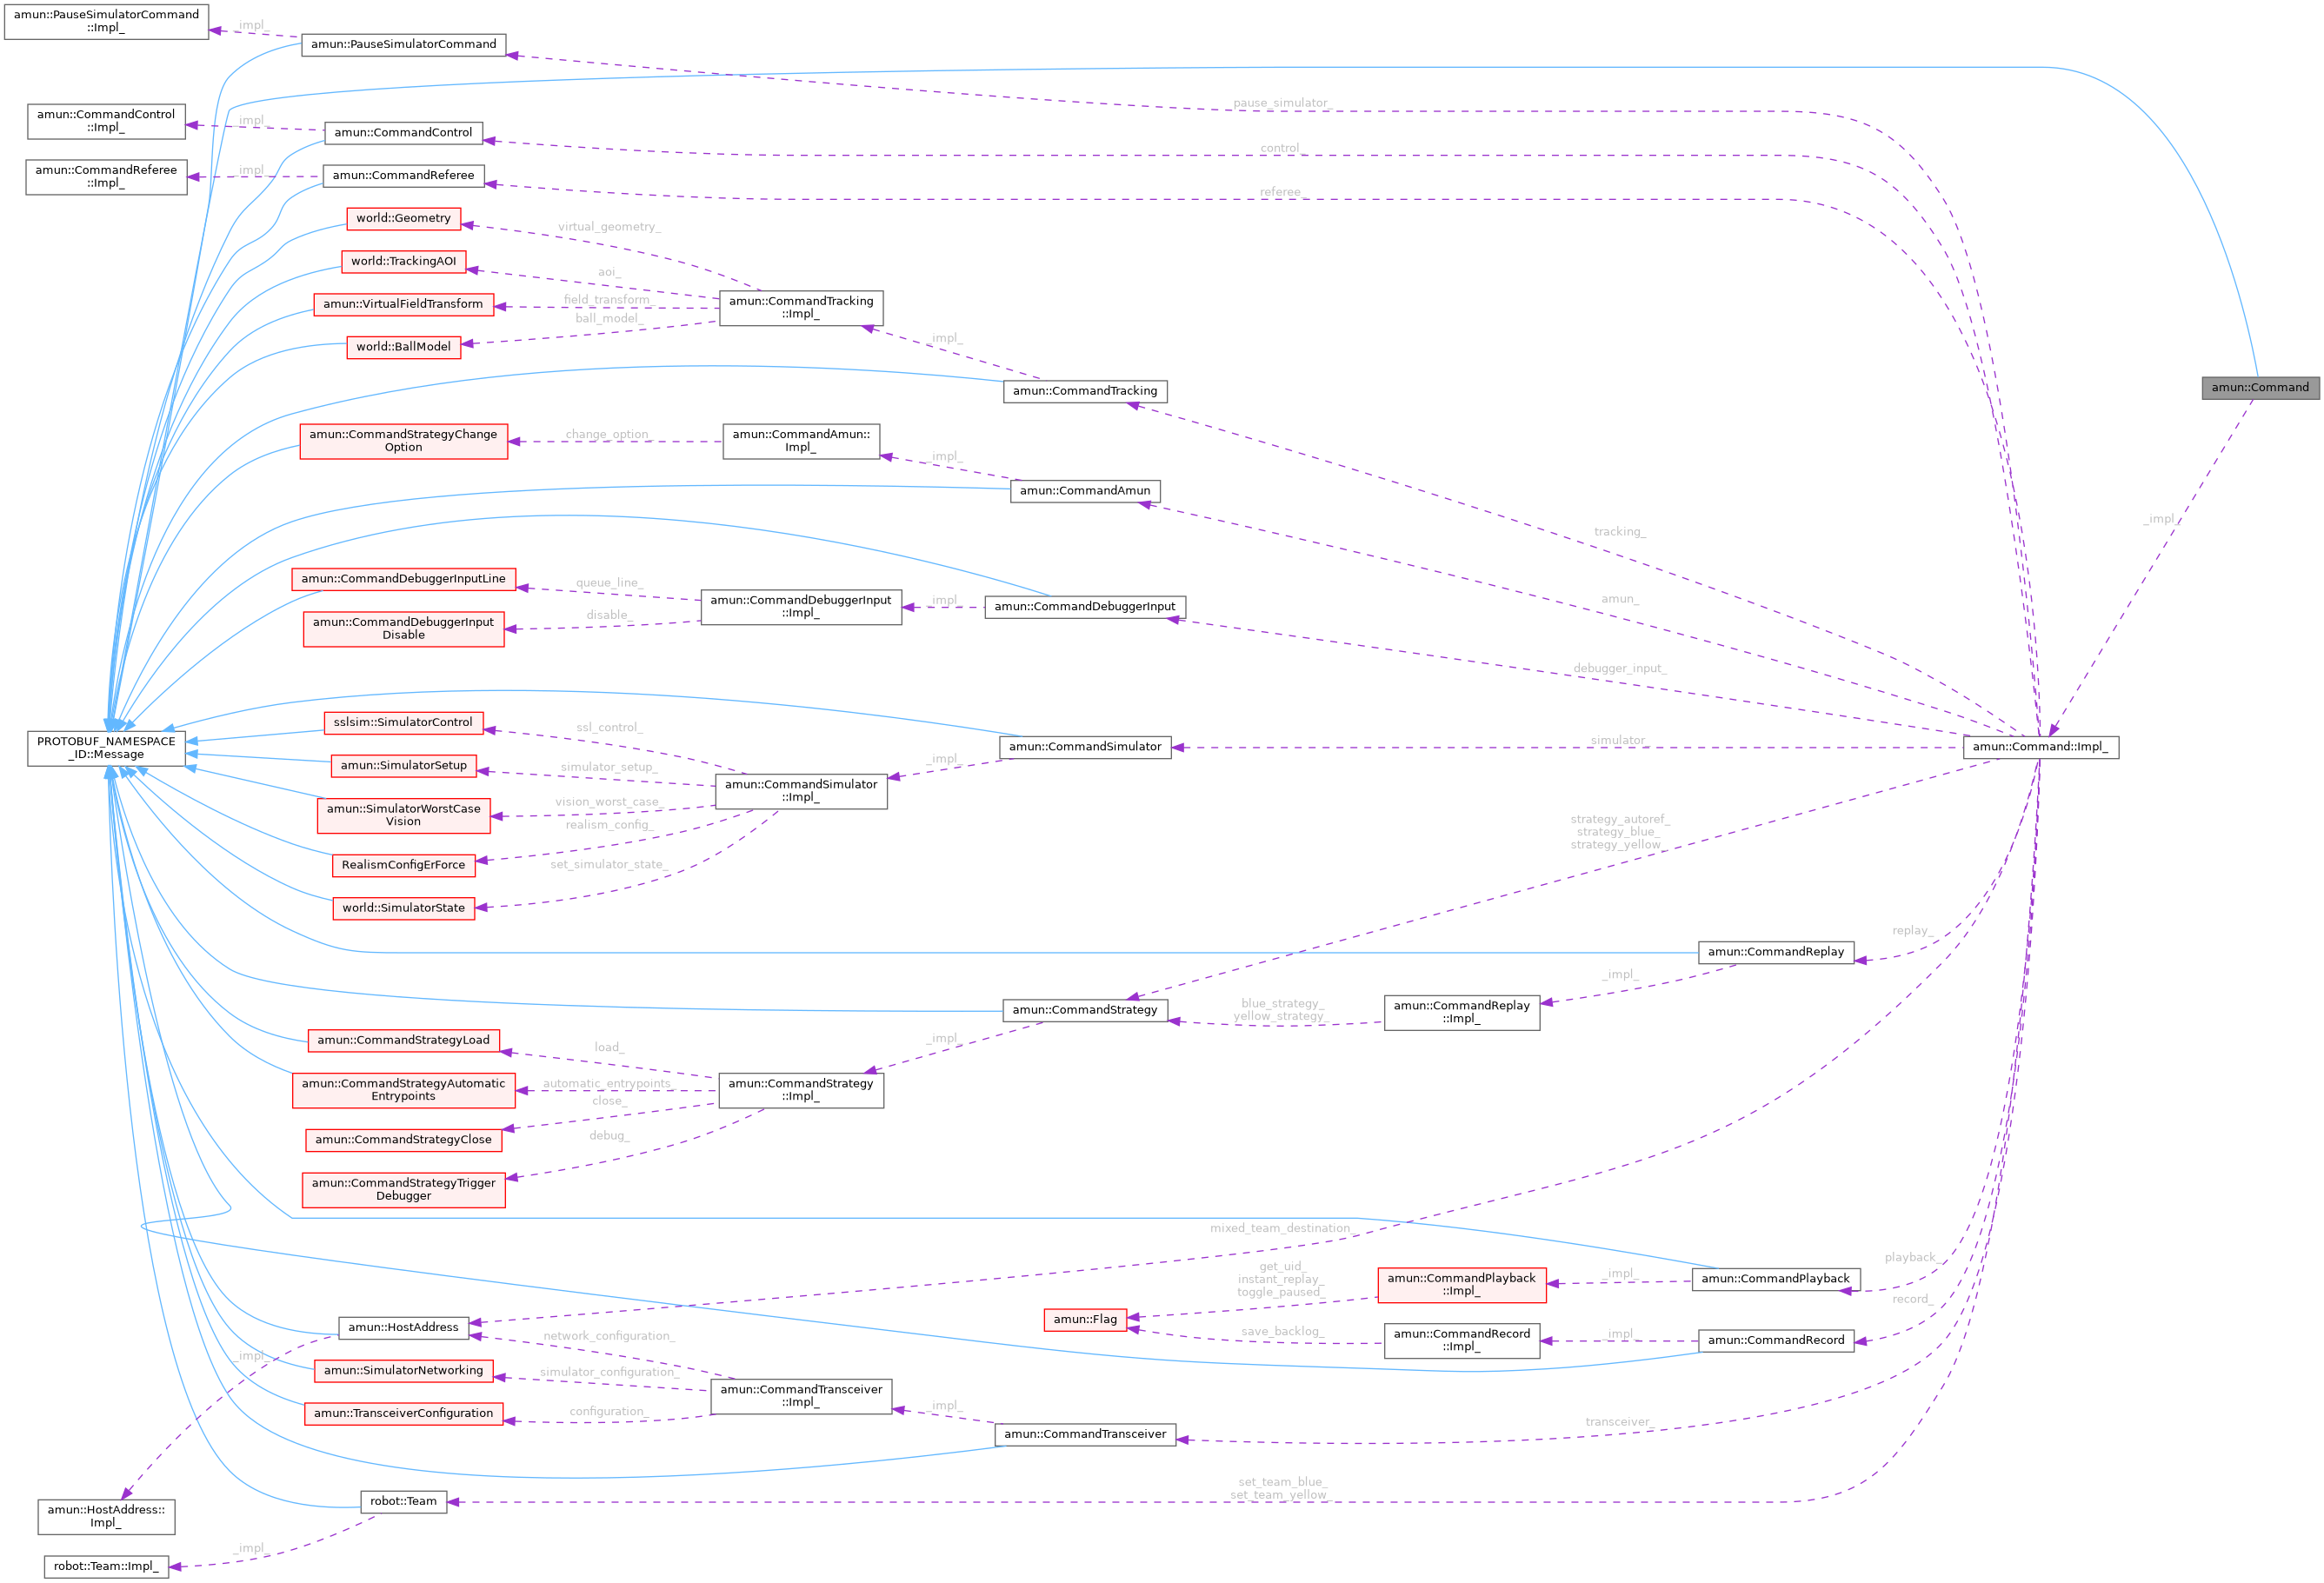 amun::PauseSimulatorCommand
::Impl_
_impl_
amun::PauseSimulatorCommand
pause_simulator_
amun::CommandControl
::Impl_
_impl_
amun::CommandControl
control_
amun::CommandReferee
::Impl_
_impl_
amun::CommandReferee
referee_
world::Geometry
virtual_geometry_
world::TrackingAOI
aoi_
amun::VirtualFieldTransform
field_transform_
amun::CommandTracking
::Impl_
ball_model_
world::BallModel
_impl_
amun::CommandTracking
amun::Command
amun::CommandStrategyChange
Option
change_option_
amun::CommandAmun::
Impl_
_impl_
amun::CommandAmun
_impl_
tracking_
amun::CommandDebuggerInputLine
queue_line_
amun::CommandDebuggerInput
::Impl_
_impl_
amun::CommandDebuggerInput
amun_
amun::CommandDebuggerInput
Disable
disable_
debugger_input_
PROTOBUF_NAMESPACE
_ID::Message
sslsim::SimulatorControl
ssl_control_
amun::CommandSimulator
simulator_
amun::Command::Impl_
amun::SimulatorSetup
simulator_setup_
_impl_
amun::CommandSimulator
::Impl_
amun::SimulatorWorstCase
Vision
vision_worst_case_
realism_config_
strategy_autoref_
strategy_blue_
strategy_yellow_
RealismConfigErForce
set_simulator_state_
world::SimulatorState
replay_
amun::CommandReplay
_impl_
amun::CommandStrategy
blue_strategy_
yellow_strategy_
amun::CommandReplay
::Impl_
amun::CommandStrategyLoad
load_
_impl_
amun::CommandStrategyAutomatic
Entrypoints
automatic_entrypoints_
amun::CommandStrategy
::Impl_
close_
amun::CommandStrategyClose
debug_
amun::CommandStrategyTrigger
Debugger
mixed_team_destination_
playback_
get_uid_
instant_replay_
toggle_paused_
amun::CommandPlayback
::Impl_
_impl_
amun::CommandPlayback
record_
amun::HostAddress
amun::Flag
save_backlog_
amun::CommandRecord
::Impl_
_impl_
amun::CommandRecord
network_configuration_
_impl_
amun::SimulatorNetworking
simulator_configuration_
amun::CommandTransceiver
::Impl_
_impl_
amun::TransceiverConfiguration
configuration_
amun::CommandTransceiver
transceiver_
amun::HostAddress::
Impl_
robot::Team
set_team_blue_
set_team_yellow_
_impl_
robot::Team::Impl_